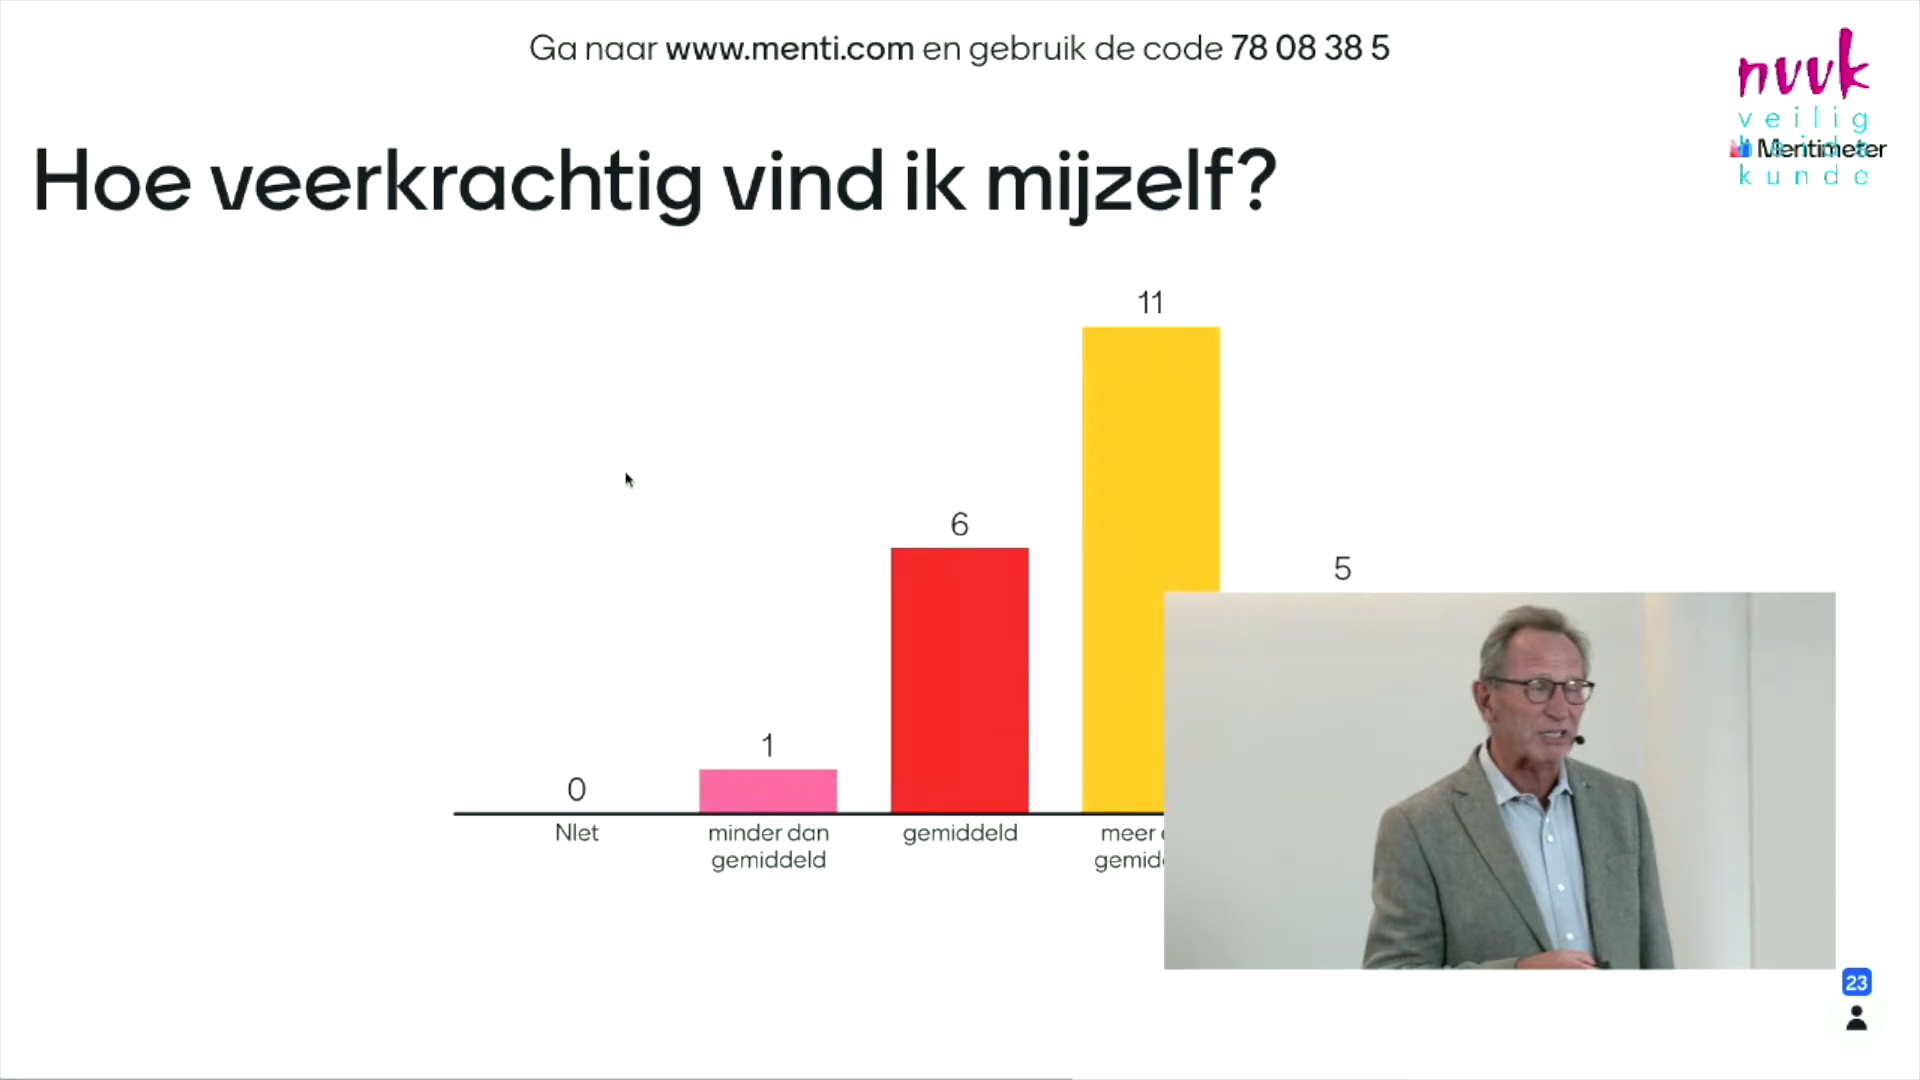 Ga naar www.menti.com en gebruik de code 78 08 38 5
nvvk
veilig
Mentimeter
kunde
Hoe veerkrachtig vind ik mijzelf?
0
1
6
11
5
NIet
minder dan
gemiddeld
gemiddeld
meer
23